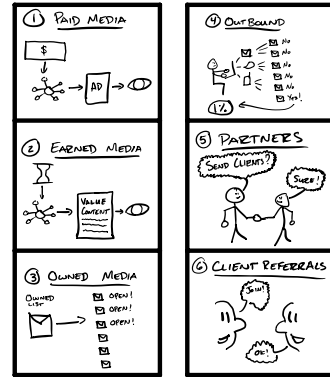 1 PAID MEDIA
$
AD
2 EARNED MEDIA
VALUE
CONTENT
3 OWNED MEDIA
OWNED
LIST
OPEN!
OPEN!
OPEN!
4 OUTBOUND
No
No
No
No
No
Yes!
1%
5 PARTNERS
SEND CLIENTS?
SURE!
6 CLIENT REFERRALS
JOIN!
OK!